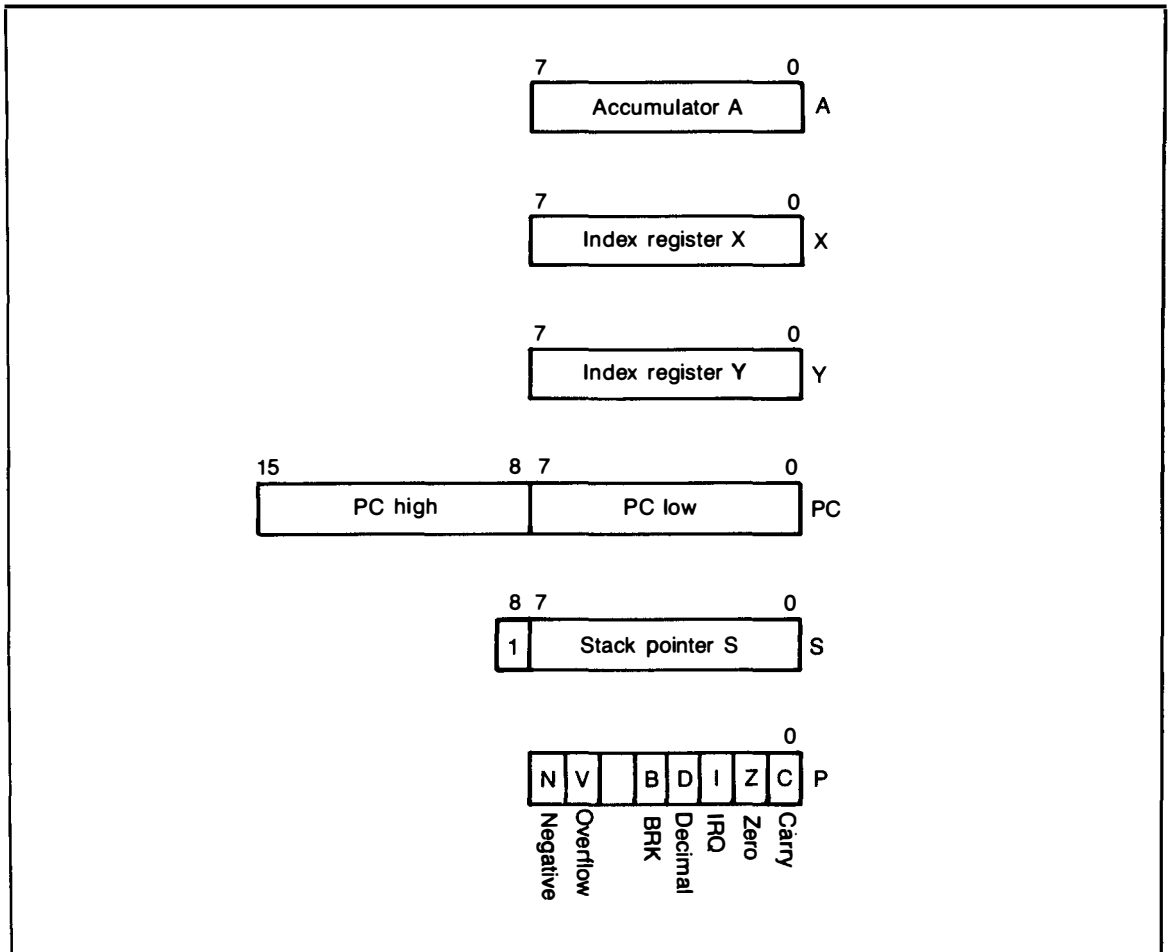 7 0
Accumulator A A
7 0
Index register X X
7 0
Index register Y Y
15 8 7 0
PC high PC low PC
8 7 0
1 Stack pointer S S
0
N V B D I Z C P
Negative Overflow BRK Decimal IRQ Zero Carry